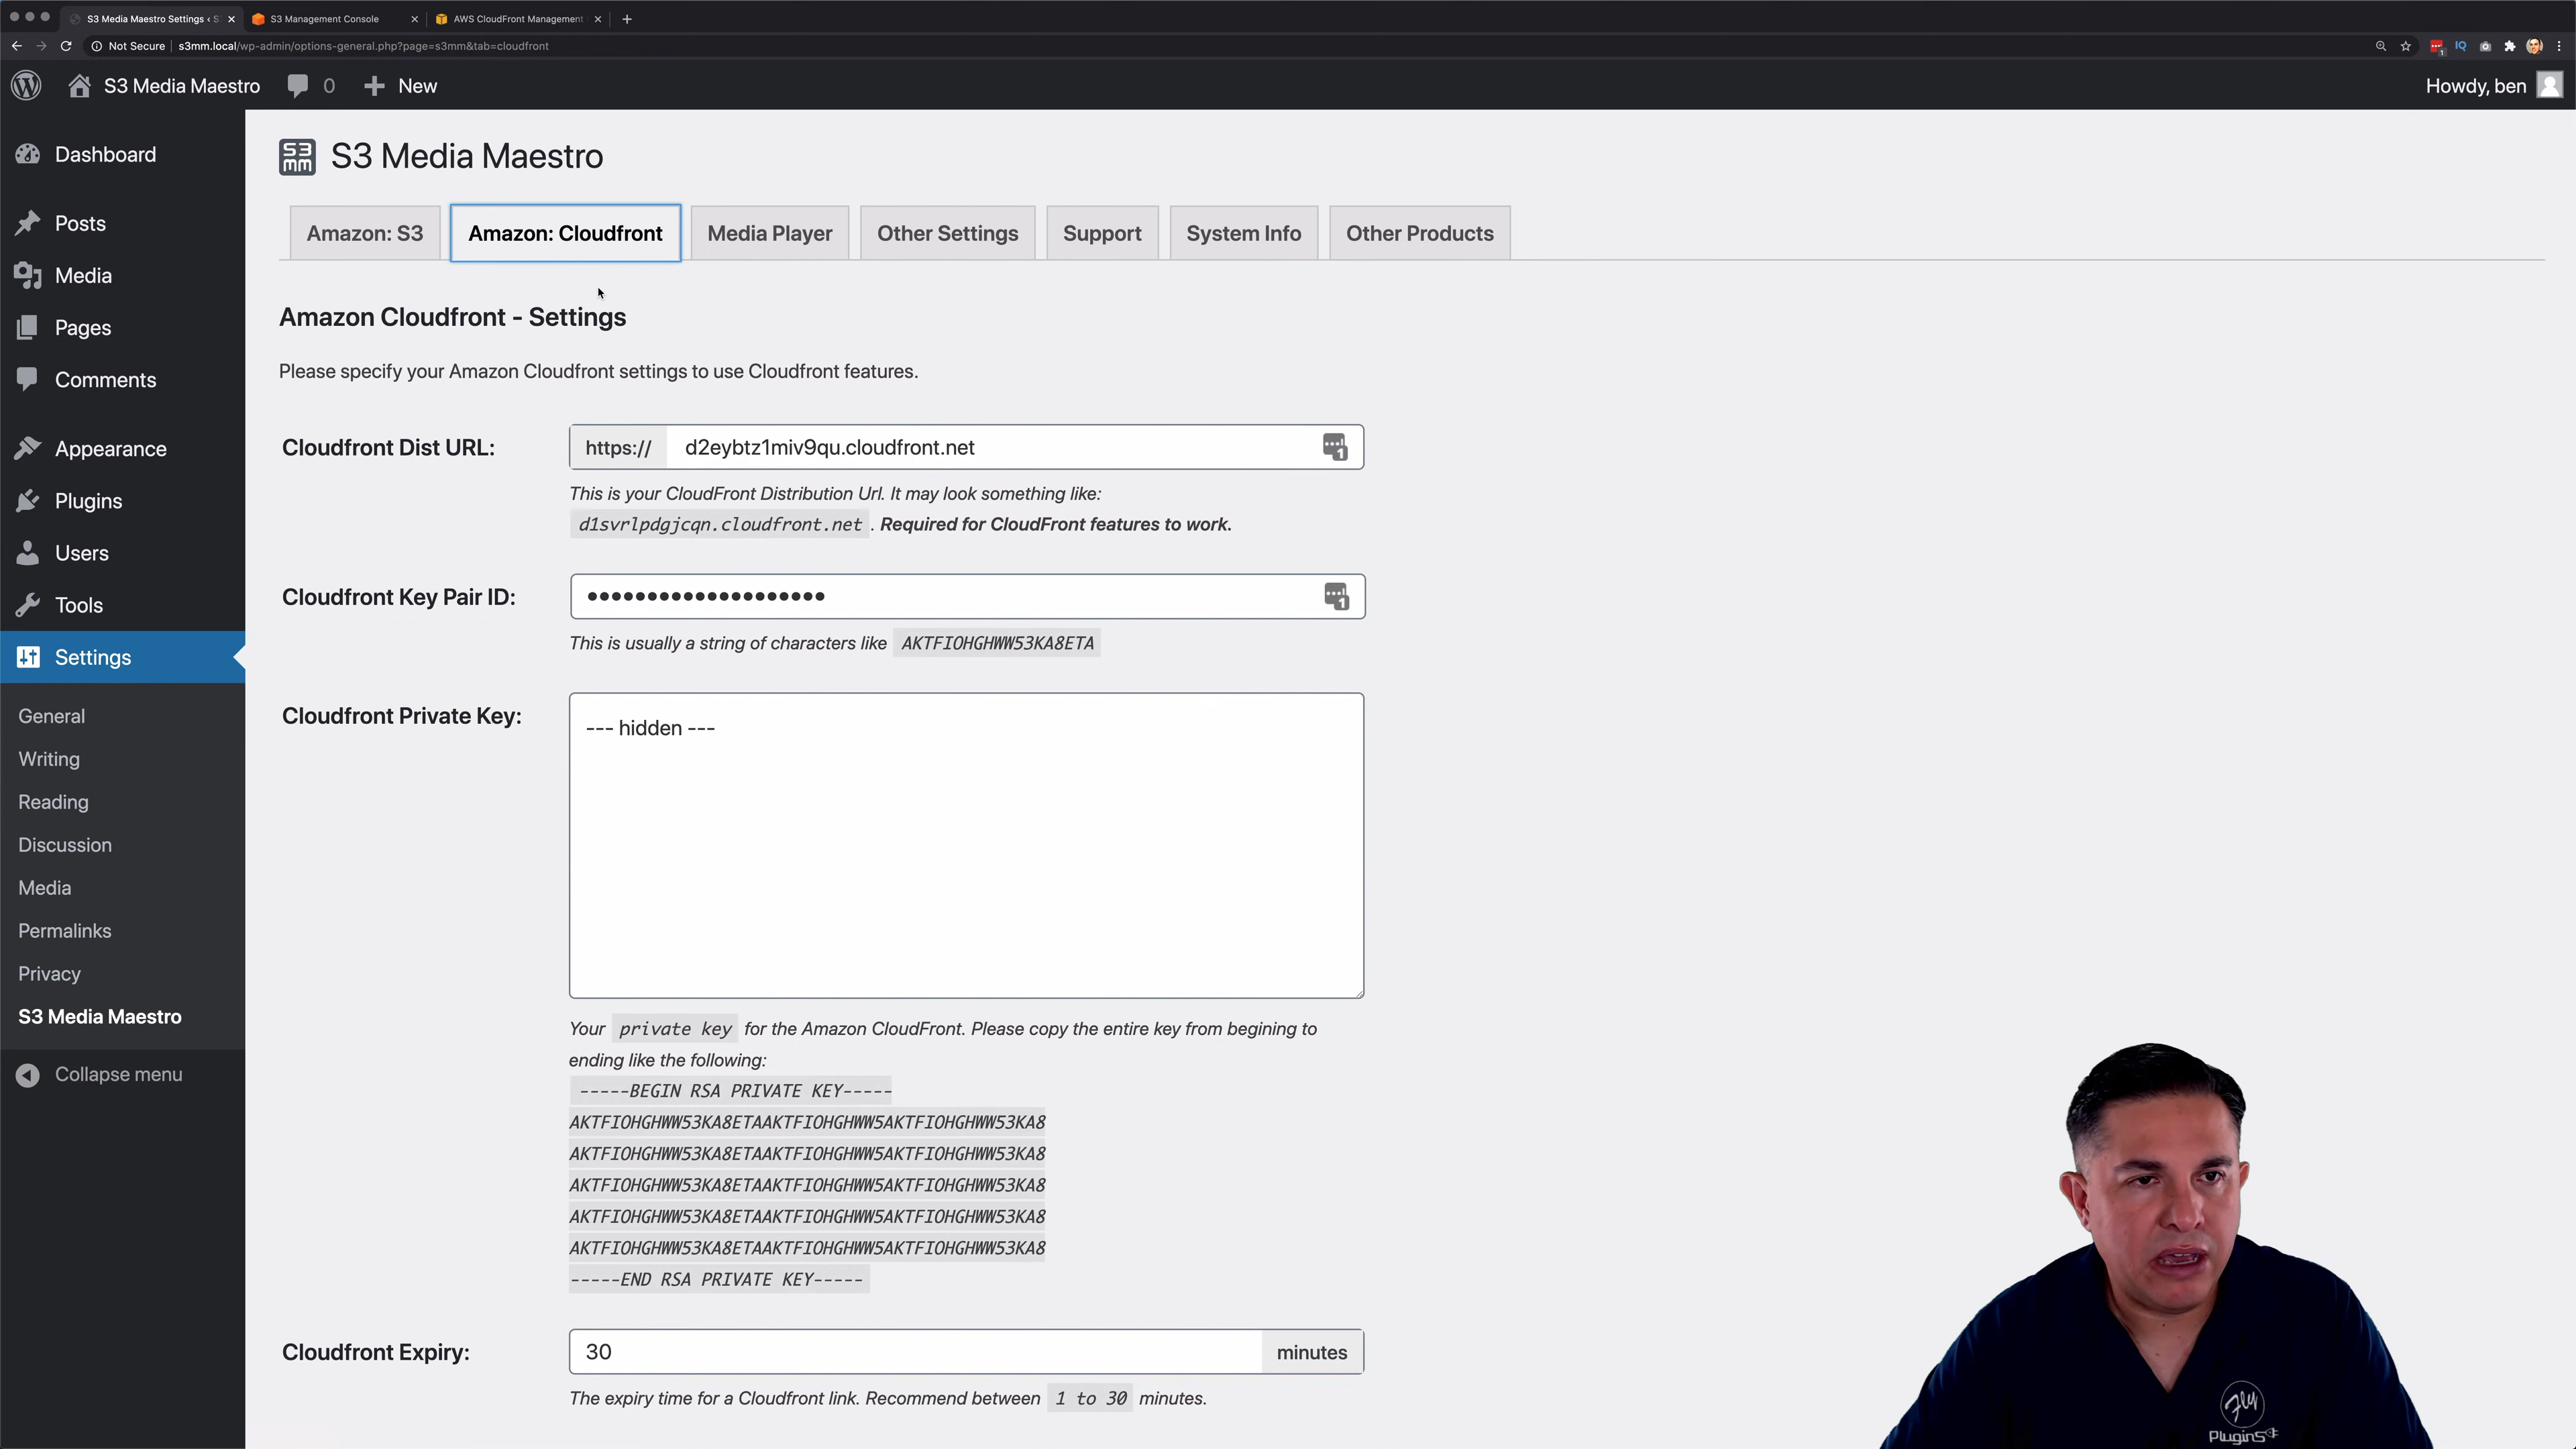 S3 Media Maestro Settings ‹ S
S3 Management Console
AWS CloudFront Management
Not Secure | s3mm.local/wp-admin/options-general.php?page=s3mm&tab=cloudfront
S3 Media Maestro
0
New
Howdy, ben
Dashboard
Posts
Media
Pages
Comments
Appearance
Plugins
Users
Tools
Settings
General
Writing
Reading
Discussion
Media
Permalinks
Privacy
S3 Media Maestro
Collapse menu
S3 MM
S3 Media Maestro
Amazon: S3
Amazon: Cloudfront
Media Player
Other Settings
Support
System Info
Other Products
Amazon Cloudfront - Settings
Please specify your Amazon Cloudfront settings to use Cloudfront features.
Cloudfront Dist URL:
https:// d2eybtz1miv9qu.cloudfront.net
This is your CloudFront Distribution Url. It may look something like:
d1svrlpdgjcqn.cloudfront.net . Required for CloudFront features to work.
Cloudfront Key Pair ID:
••••••••••••••••••••
This is usually a string of characters like AKTFIOHGHWW53KA8ETA
Cloudfront Private Key:
--- hidden ---
Your private key for the Amazon CloudFront. Please copy the entire key from begining to
ending like the following:
-----BEGIN RSA PRIVATE KEY-----
AKTFIOHGHWW53KA8ETAAKTFIOHGHWW5AKTFIOHGHWW53KA8
AKTFIOHGHWW53KA8ETAAKTFIOHGHWW5AKTFIOHGHWW53KA8
AKTFIOHGHWW53KA8ETAAKTFIOHGHWW5AKTFIOHGHWW53KA8
AKTFIOHGHWW53KA8ETAAKTFIOHGHWW5AKTFIOHGHWW53KA8
AKTFIOHGHWW53KA8ETAAKTFIOHGHWW5AKTFIOHGHWW53KA8
-----END RSA PRIVATE KEY-----
Cloudfront Expiry:
30
minutes
The expiry time for a Cloudfront link. Recommend between 1 to 30 minutes.
Fly
Plugins